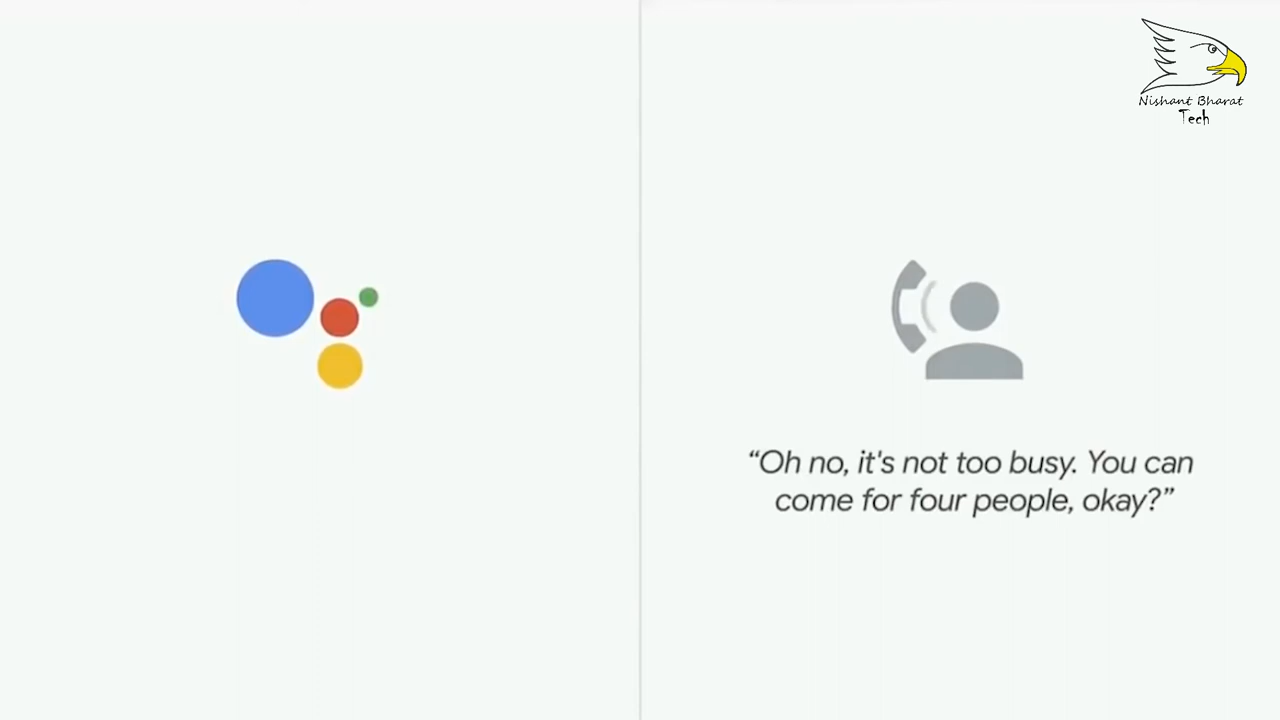 Nishant Bharat
Tech
“Oh no, it's not too busy. You can
come for four people, okay?”